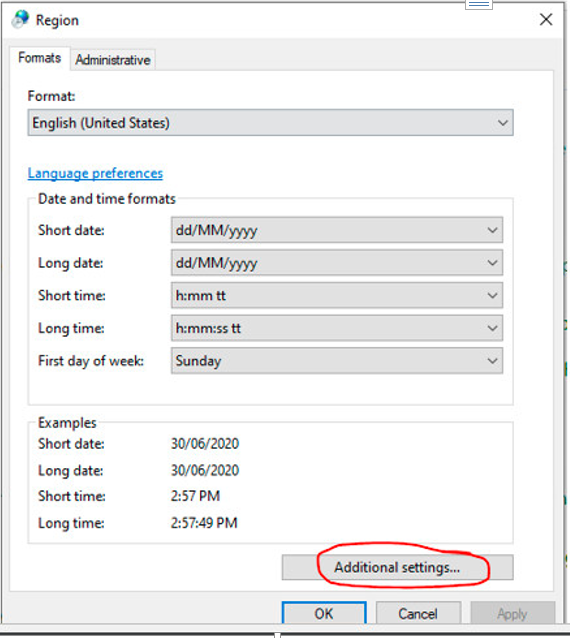 Region
Formats Administrative
Format:
English (United States)
Language preferences
Date and time formats
Short date: dd/MM/yyyy
Long date: dd/MM/yyyy
Short time: h:mm tt
Long time: h:mm:ss tt
First day of week: Sunday
Examples
Short date: 30/06/2020
Long date: 30/06/2020
Short time: 2:57 PM
Long time: 2:57:49 PM
Additional settings...
OK Cancel Apply